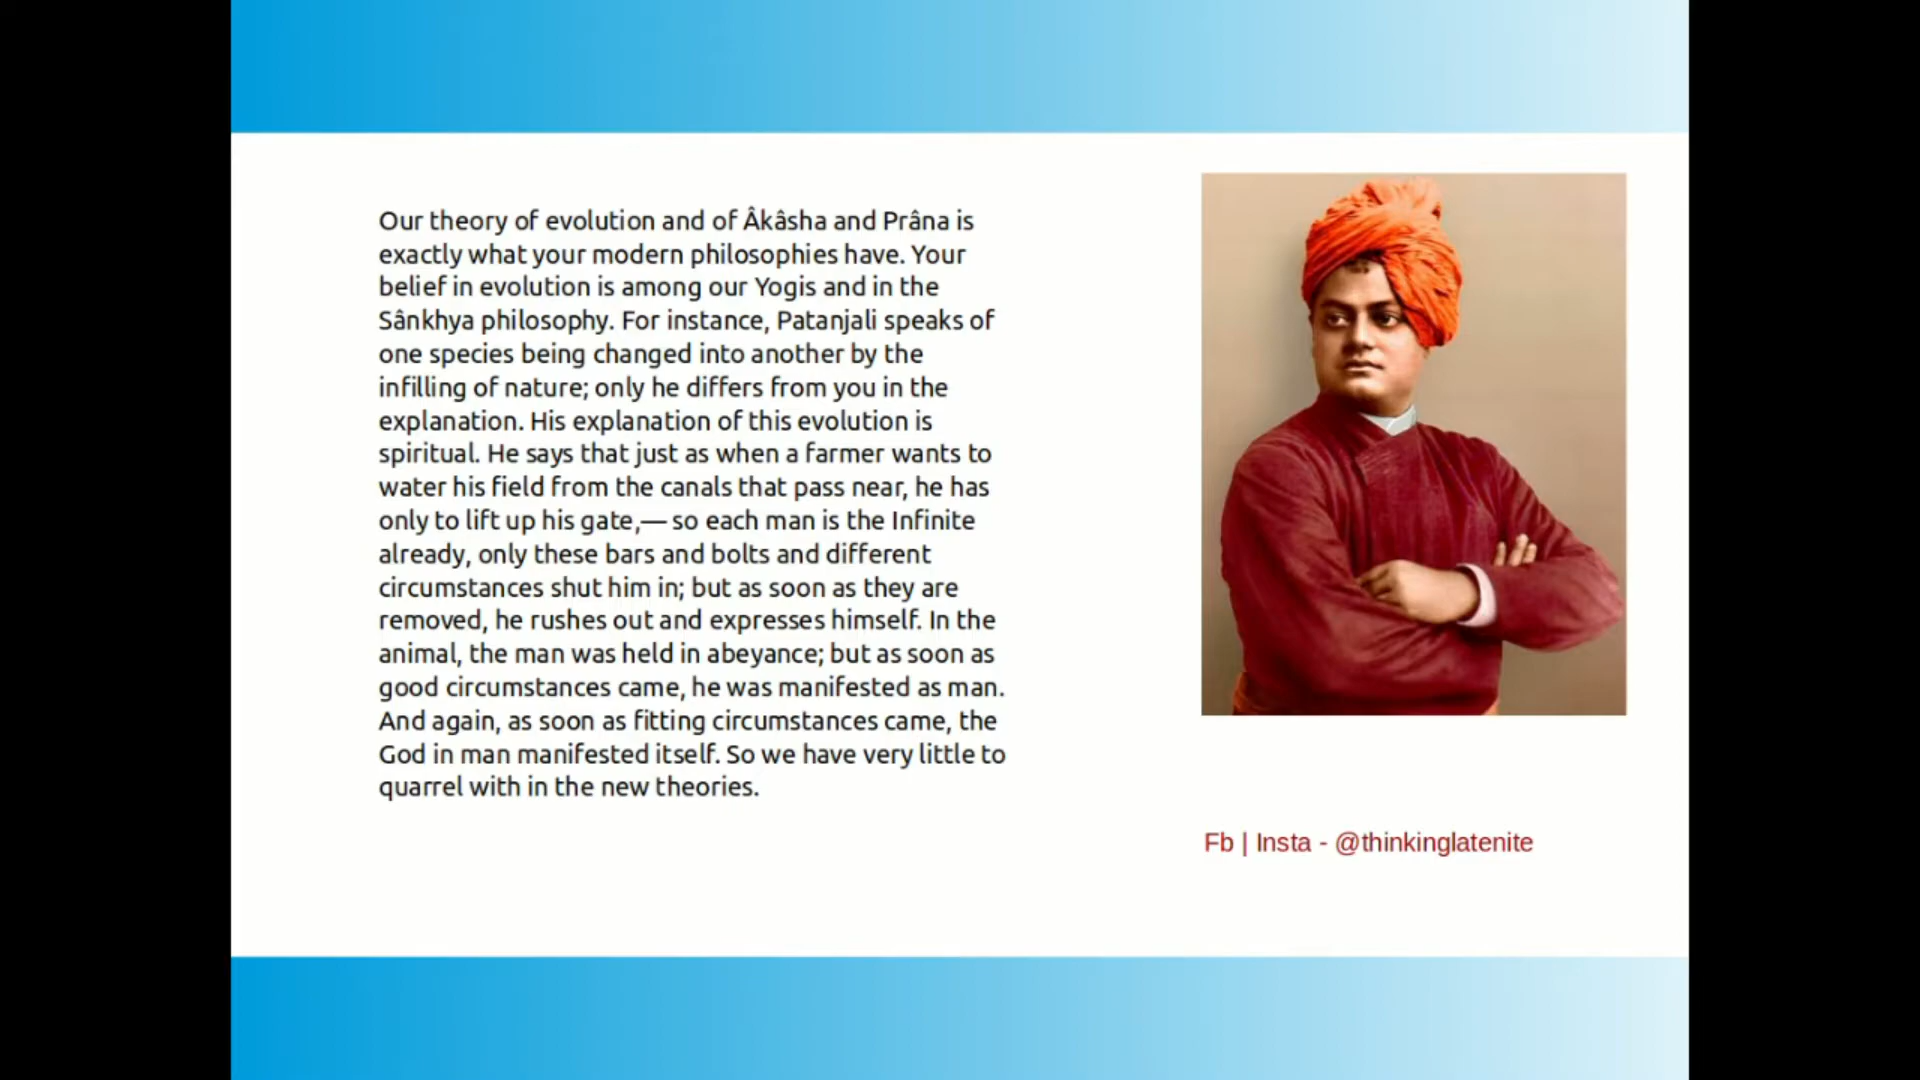 Our theory of evolution and of Âkâsha and Prâna is
exactly what your modern philosophies have. Your
belief in evolution is among our Yogis and in the
Sânkhya philosophy. For instance, Patanjali speaks of
one species being changed into another by the
infilling of nature; only he differs from you in the
explanation. His explanation of this evolution is
spiritual. He says that just as when a farmer wants to
water his field from the canals that pass near, he has
only to lift up his gate,— so each man is the Infinite
already, only these bars and bolts and different
circumstances shut him in; but as soon as they are
removed, he rushes out and expresses himself. In the
animal, the man was held in abeyance; but as soon as
good circumstances came, he was manifested as man.
And again, as soon as fitting circumstances came, the
God in man manifested itself. So we have very little to
quarrel with in the new theories.
Fb | Insta - @thinkinglatenite